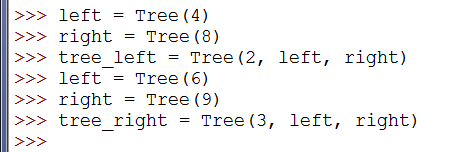 >>> left = Tree(4)
>>> right = Tree(8)
>>> tree_left = Tree(2, left, right)
>>> left = Tree(6)
>>> right = Tree(9)
>>> tree_right = Tree(3, left, right)
>>>